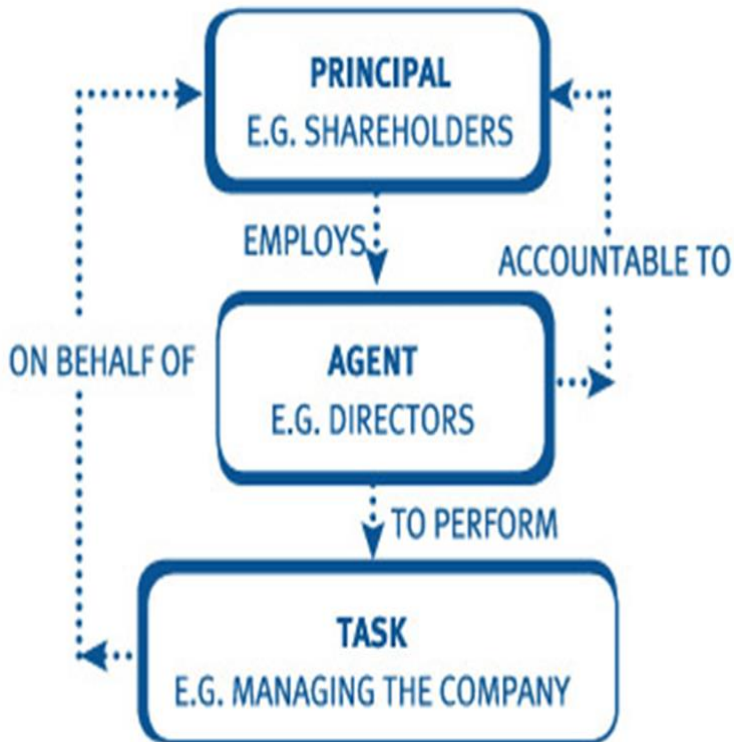 PRINCIPAL
E.G. SHAREHOLDERS
EMPLOYS
ACCOUNTABLE TO
ON BEHALF OF
AGENT
E.G. DIRECTORS
TO PERFORM
TASK
E.G. MANAGING THE COMPANY